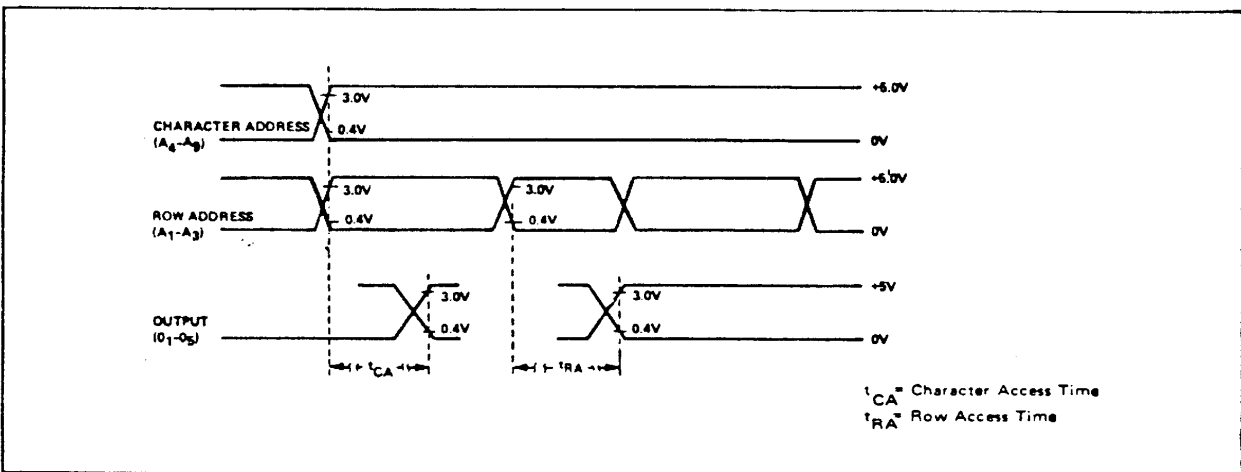 +5.0V
3.0V
CHARACTER ADDRESS
0.4V
(A4-A9)
0V
+5.0V
3.0V
3.0V
ROW ADDRESS
0.4V
0.4V
(A1-A3)
0V
+5V
3.0V
3.0V
OUTPUT
0.4V
0.4V
(O1-O5)
0V
tCA
tRA
tCA= Character Access Time
tRA= Row Access Time